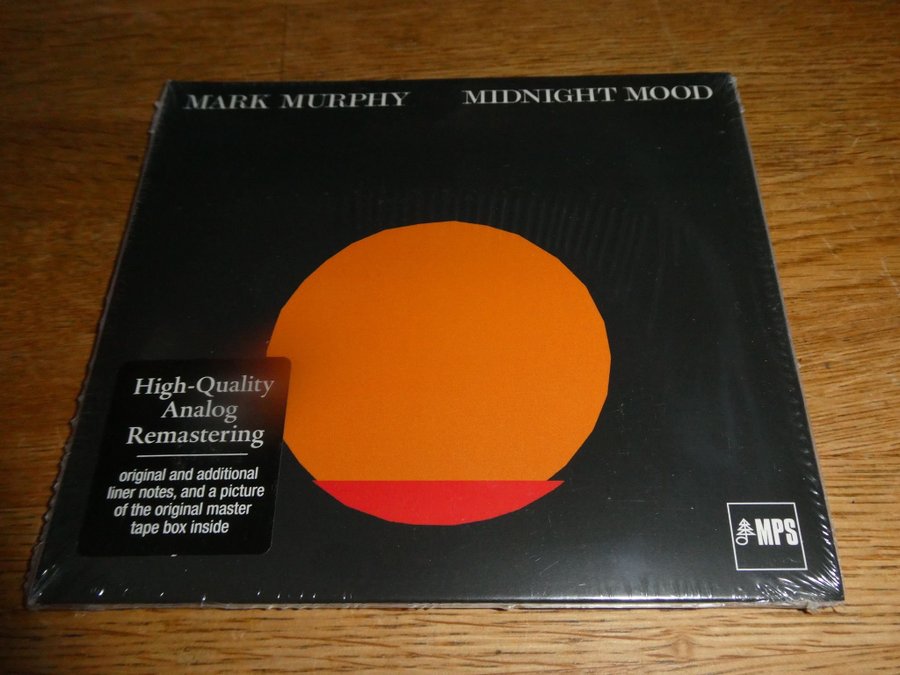 MARK MURPHY MIDNIGHT MOOD
High-Quality
Analog
Remastering
original and additional
liner notes, and a picture
of the original master
tape box inside
MPS